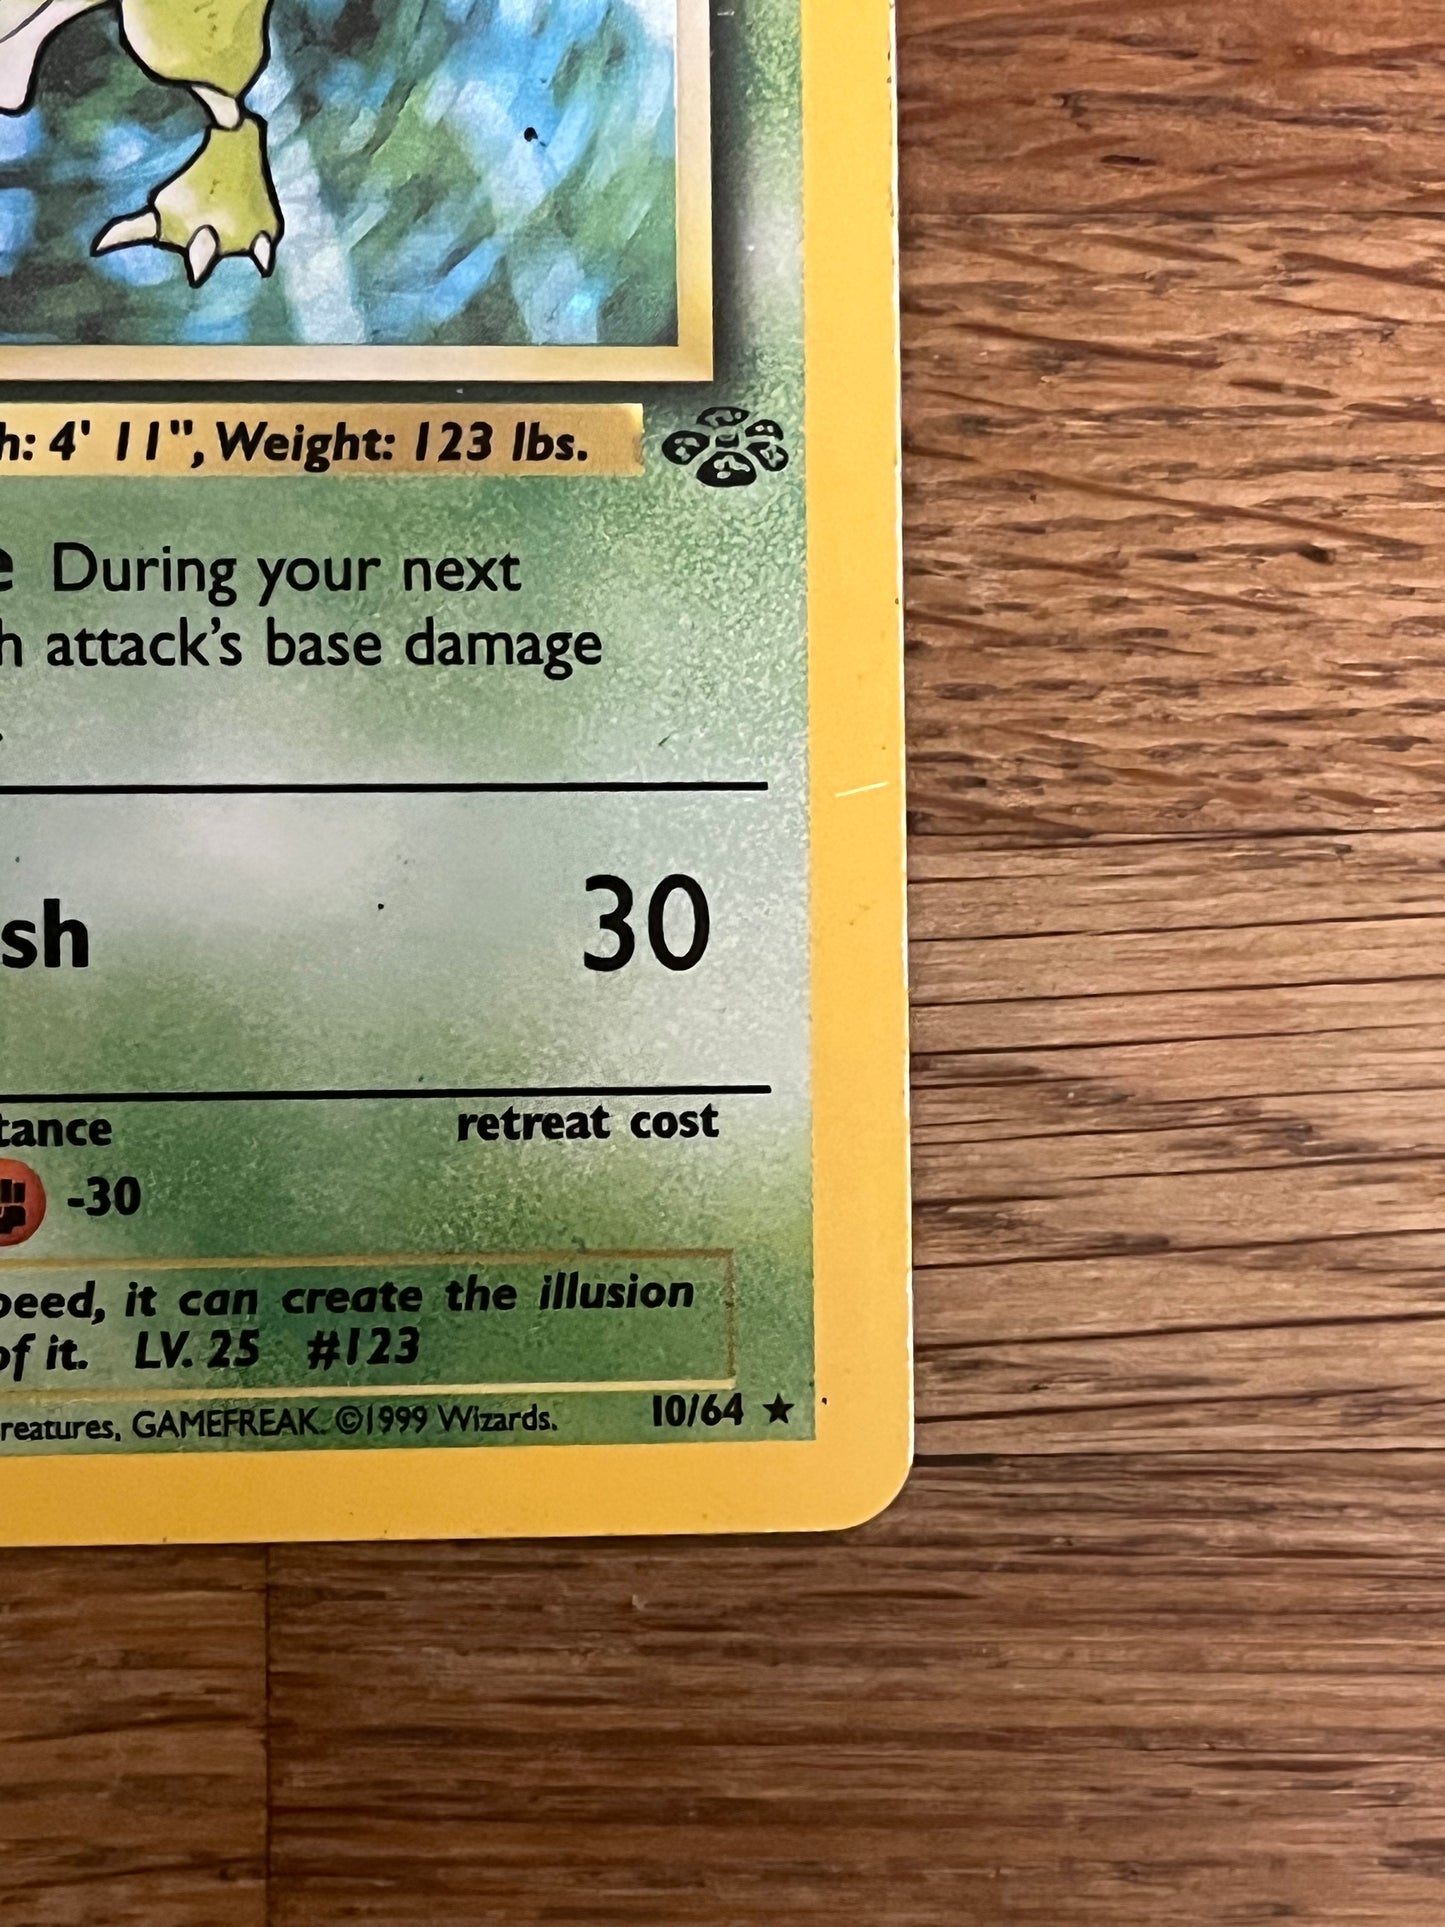 h: 4' 11", Weight: 123 lbs.
e During your next
h attack's base damage
.
sh 30
tance retreat cost
-30
peed, it can create the illusion
of it. LV. 25 #123
reatures, GAMEFREAK. ©1999 Wizards. 10/64 ★